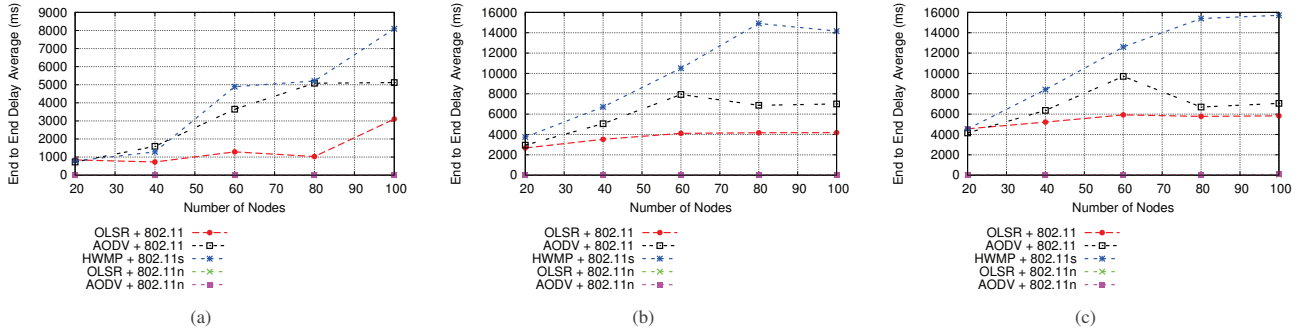 End to End Delay Average (ms)
9000
8000
7000
6000
5000
4000
3000
2000
1000
0
20 30 40 50 60 70 80 90 100
Number of Nodes
OLSR + 802.11
AODV + 802.11
HWMP + 802.11s
OLSR + 802.11n
AODV + 802.11n
(a)
End to End Delay Average (ms)
16000
14000
12000
10000
8000
6000
4000
2000
0
20 30 40 50 60 70 80 90 100
Number of Nodes
OLSR + 802.11
AODV + 802.11
HWMP + 802.11s
OLSR + 802.11n
AODV + 802.11n
(b)
End to End Delay Average (ms)
16000
14000
12000
10000
8000
6000
4000
2000
0
20 30 40 50 60 70 80 90 100
Number of Nodes
OLSR + 802.11
AODV + 802.11
HWMP + 802.11s
OLSR + 802.11n
AODV + 802.11n
(c)